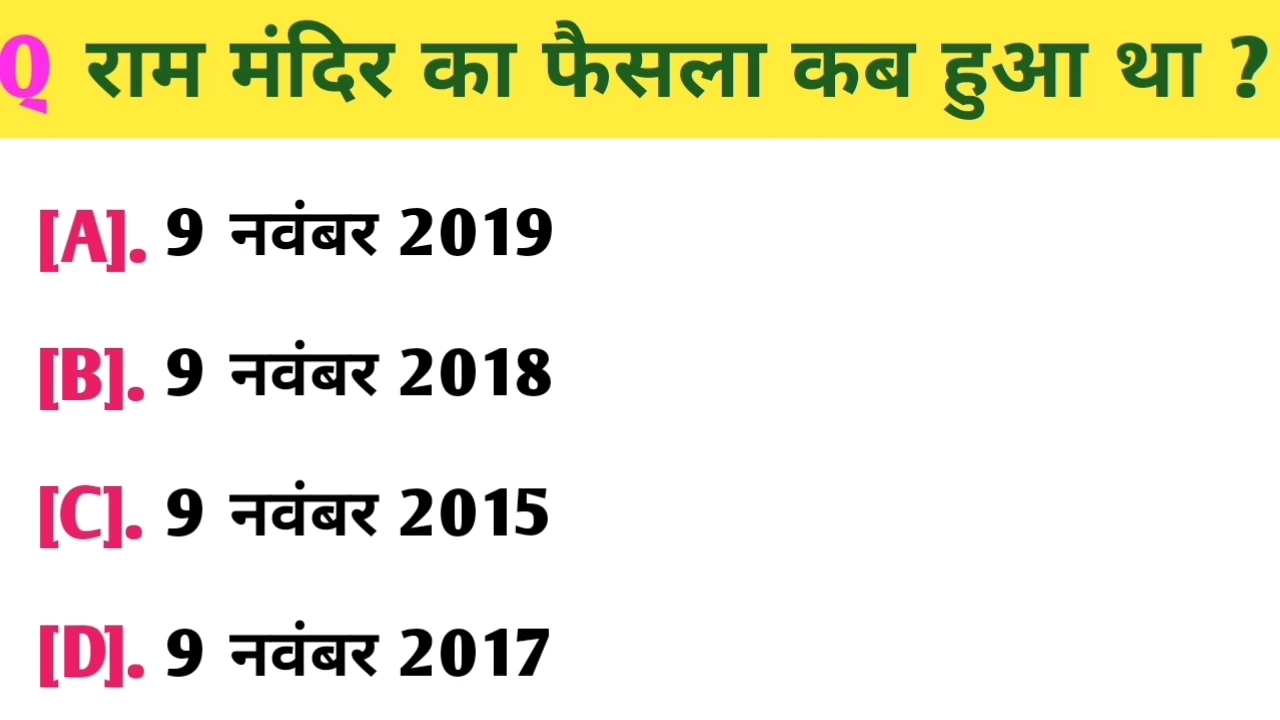 Q राम मंदिर का फैसला कब हुआ था ?
[A]. 9 नवंबर 2019
[B]. 9 नवंबर 2018
[C]. 9 नवंबर 2015
[D]. 9 नवंबर 2017